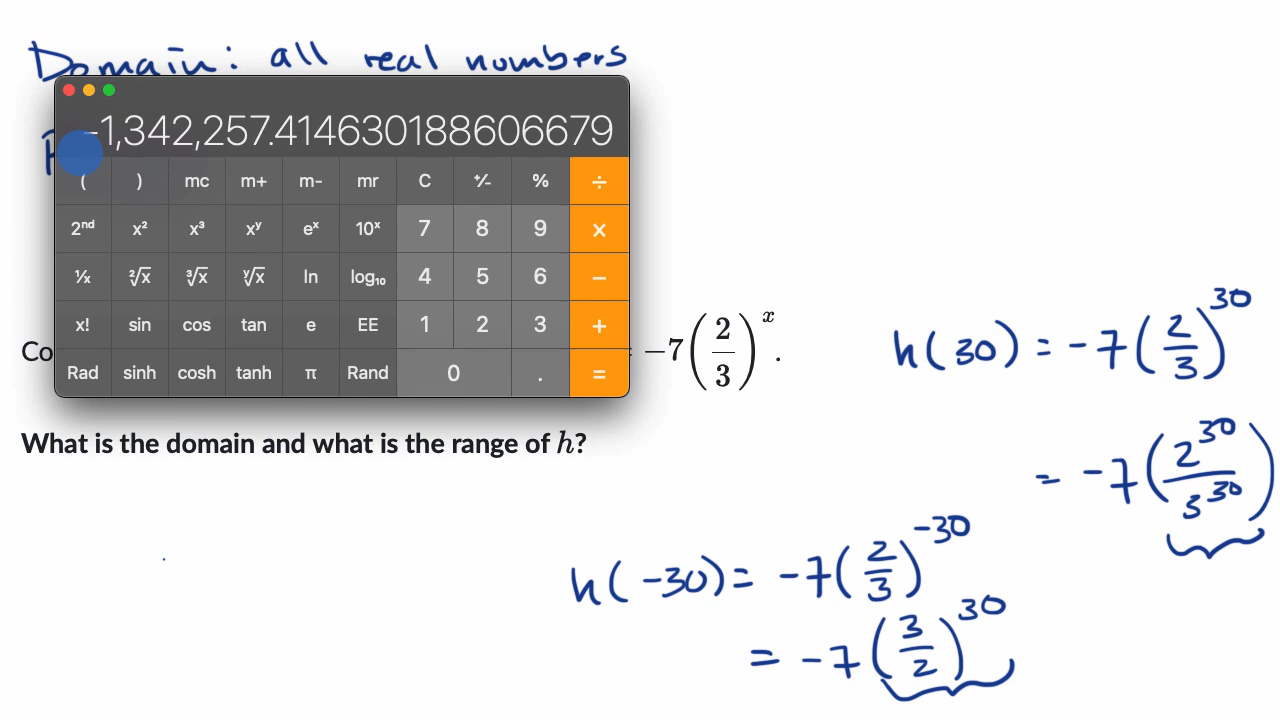 Domain: all real numbers
-1,342,257.414630188606679
( ) mc m+ m- mr C +/- % ÷
2ⁿᵈ x² x³ xʸ eˣ 10ˣ 7 8 9 ×
1/x ²√x ³√x ʸ√x ln log₁₀ 4 5 6 −
x! sin cos tan e EE 1 2 3 +
Rad sinh cosh tanh π Rand 0 . =
Co = −7(2/3)ˣ.
h(30) = -7(2/3)³⁰
What is the domain and what is the range of h?
= -7(2³⁰/3³⁰)
h(-30) = -7(2/3)⁻³⁰
= -7(3/2)³⁰